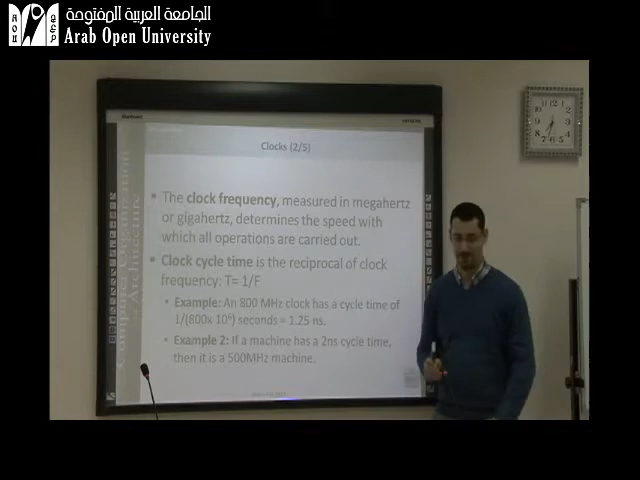 الجامعة العربية المفتوحة
Arab Open University
Clocks (2/5)
The clock frequency, measured in megahertz
or gigahertz, determines the speed with
which all operations are carried out.
Clock cycle time is the reciprocal of clock
frequency: T= 1/F
Example: An 800 MHz clock has a cycle time of
1/(800x 10⁶) seconds = 1.25 ns.
Example 2: If a machine has a 2ns cycle time,
then it is a 500MHz machine.
Computer Organization
Architecture